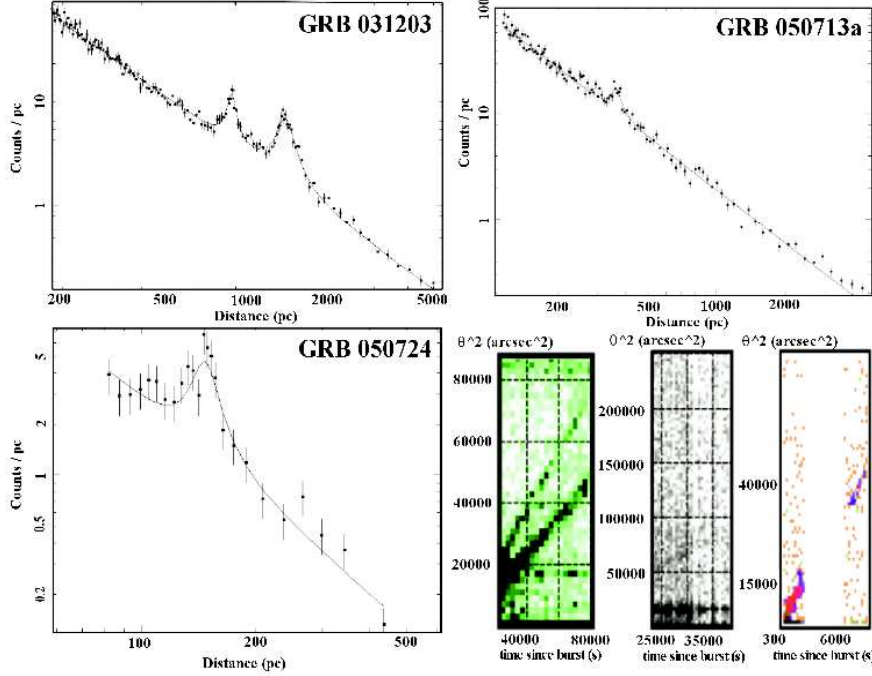 GRB 031203
Counts / pc
10
1
200
500
1000
2000
5000
Distance (pc)
GRB 050713a
Counts / pc
100
10
1
200
500
1000
2000
Distance (pc)
GRB 050724
Counts / pc
5
2
1
0.5
0.2
100
200
500
Distance (pc)
θ^2 (arcsec^2)
80000
60000
40000
20000
40000
80000
time since burst (s)
θ^2 (arcsec^2)
200000
150000
100000
50000
25000
35000
time since burst (s)
θ^2 (arcsec^2)
40000
15000
300
6000
time since burst (s)